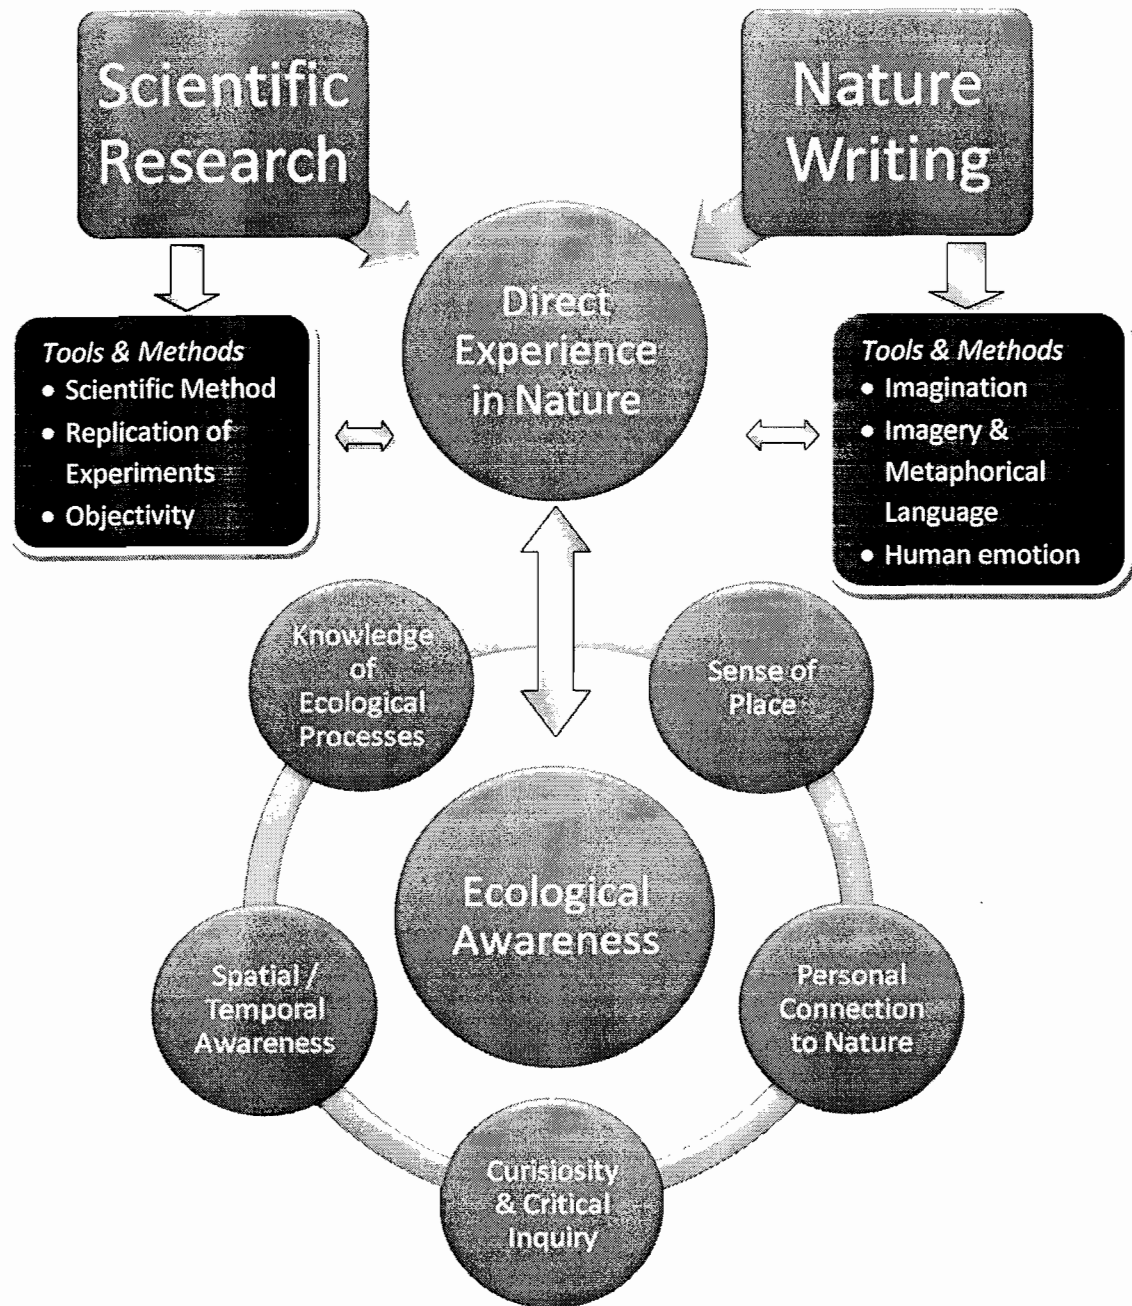 Scientific
Research
Nature
Writing
Direct
Experience
in Nature
Tools & Methods
• Scientific Method
• Replication of
Experiments
• Objectivity
Tools & Methods
• Imagination
• Imagery &
Metaphorical
Language
• Human emotion
Knowledge
of
Ecological
Processes
Sense of
Place
Ecological
Awareness
Spatial /
Temporal
Awareness
Personal
Connection
to Nature
Curisiosity
& Critical
Inquiry